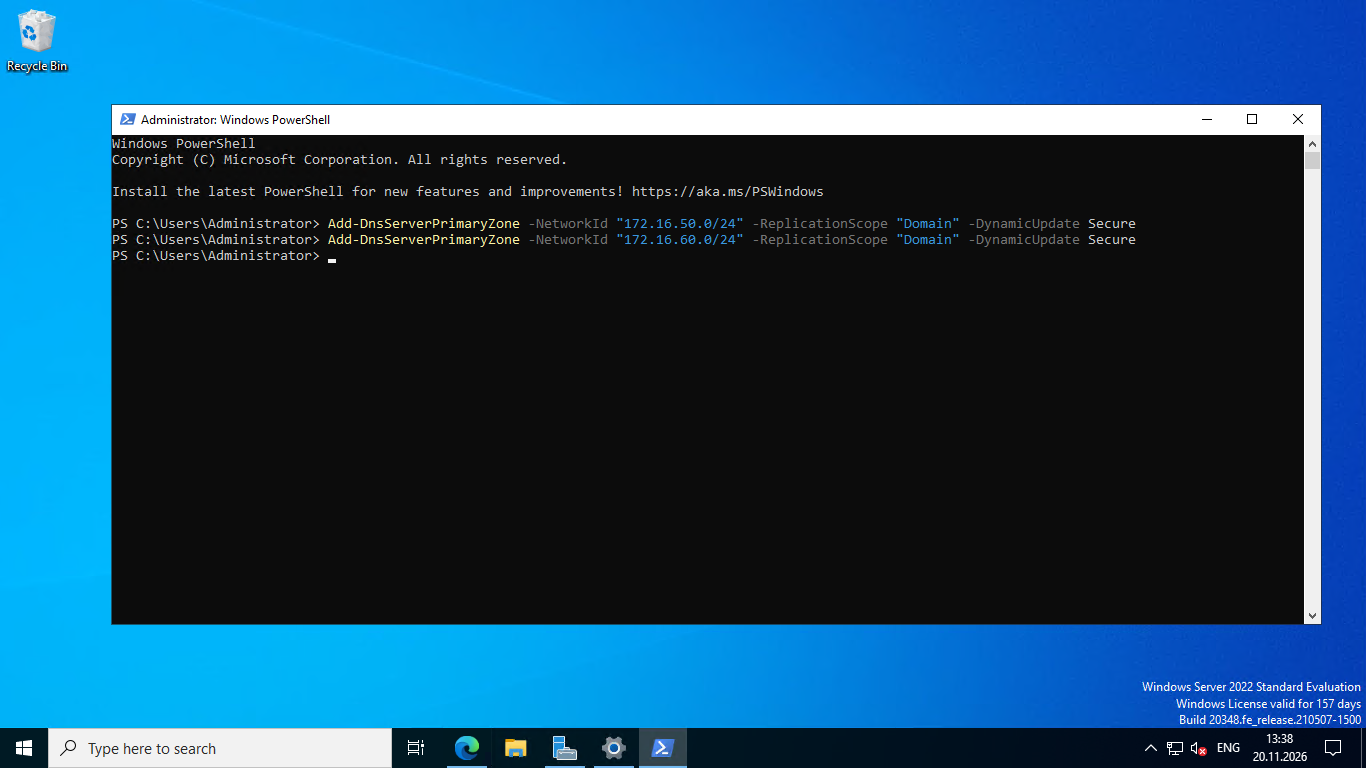 Recycle Bin
Administrator: Windows PowerShell
Windows PowerShell
Copyright (C) Microsoft Corporation. All rights reserved.
Install the latest PowerShell for new features and improvements! https://aka.ms/PSWindows
PS C:\Users\Administrator> Add-DnsServerPrimaryZone -NetworkId "172.16.50.0/24" -ReplicationScope "Domain" -DynamicUpdate Secure
PS C:\Users\Administrator> Add-DnsServerPrimaryZone -NetworkId "172.16.60.0/24" -ReplicationScope "Domain" -DynamicUpdate Secure
PS C:\Users\Administrator>
Windows Server 2022 Standard Evaluation
Windows License valid for 157 days
Build 20348.fe_release.210507-1500
Type here to search
ENG
13:38
20.11.2026